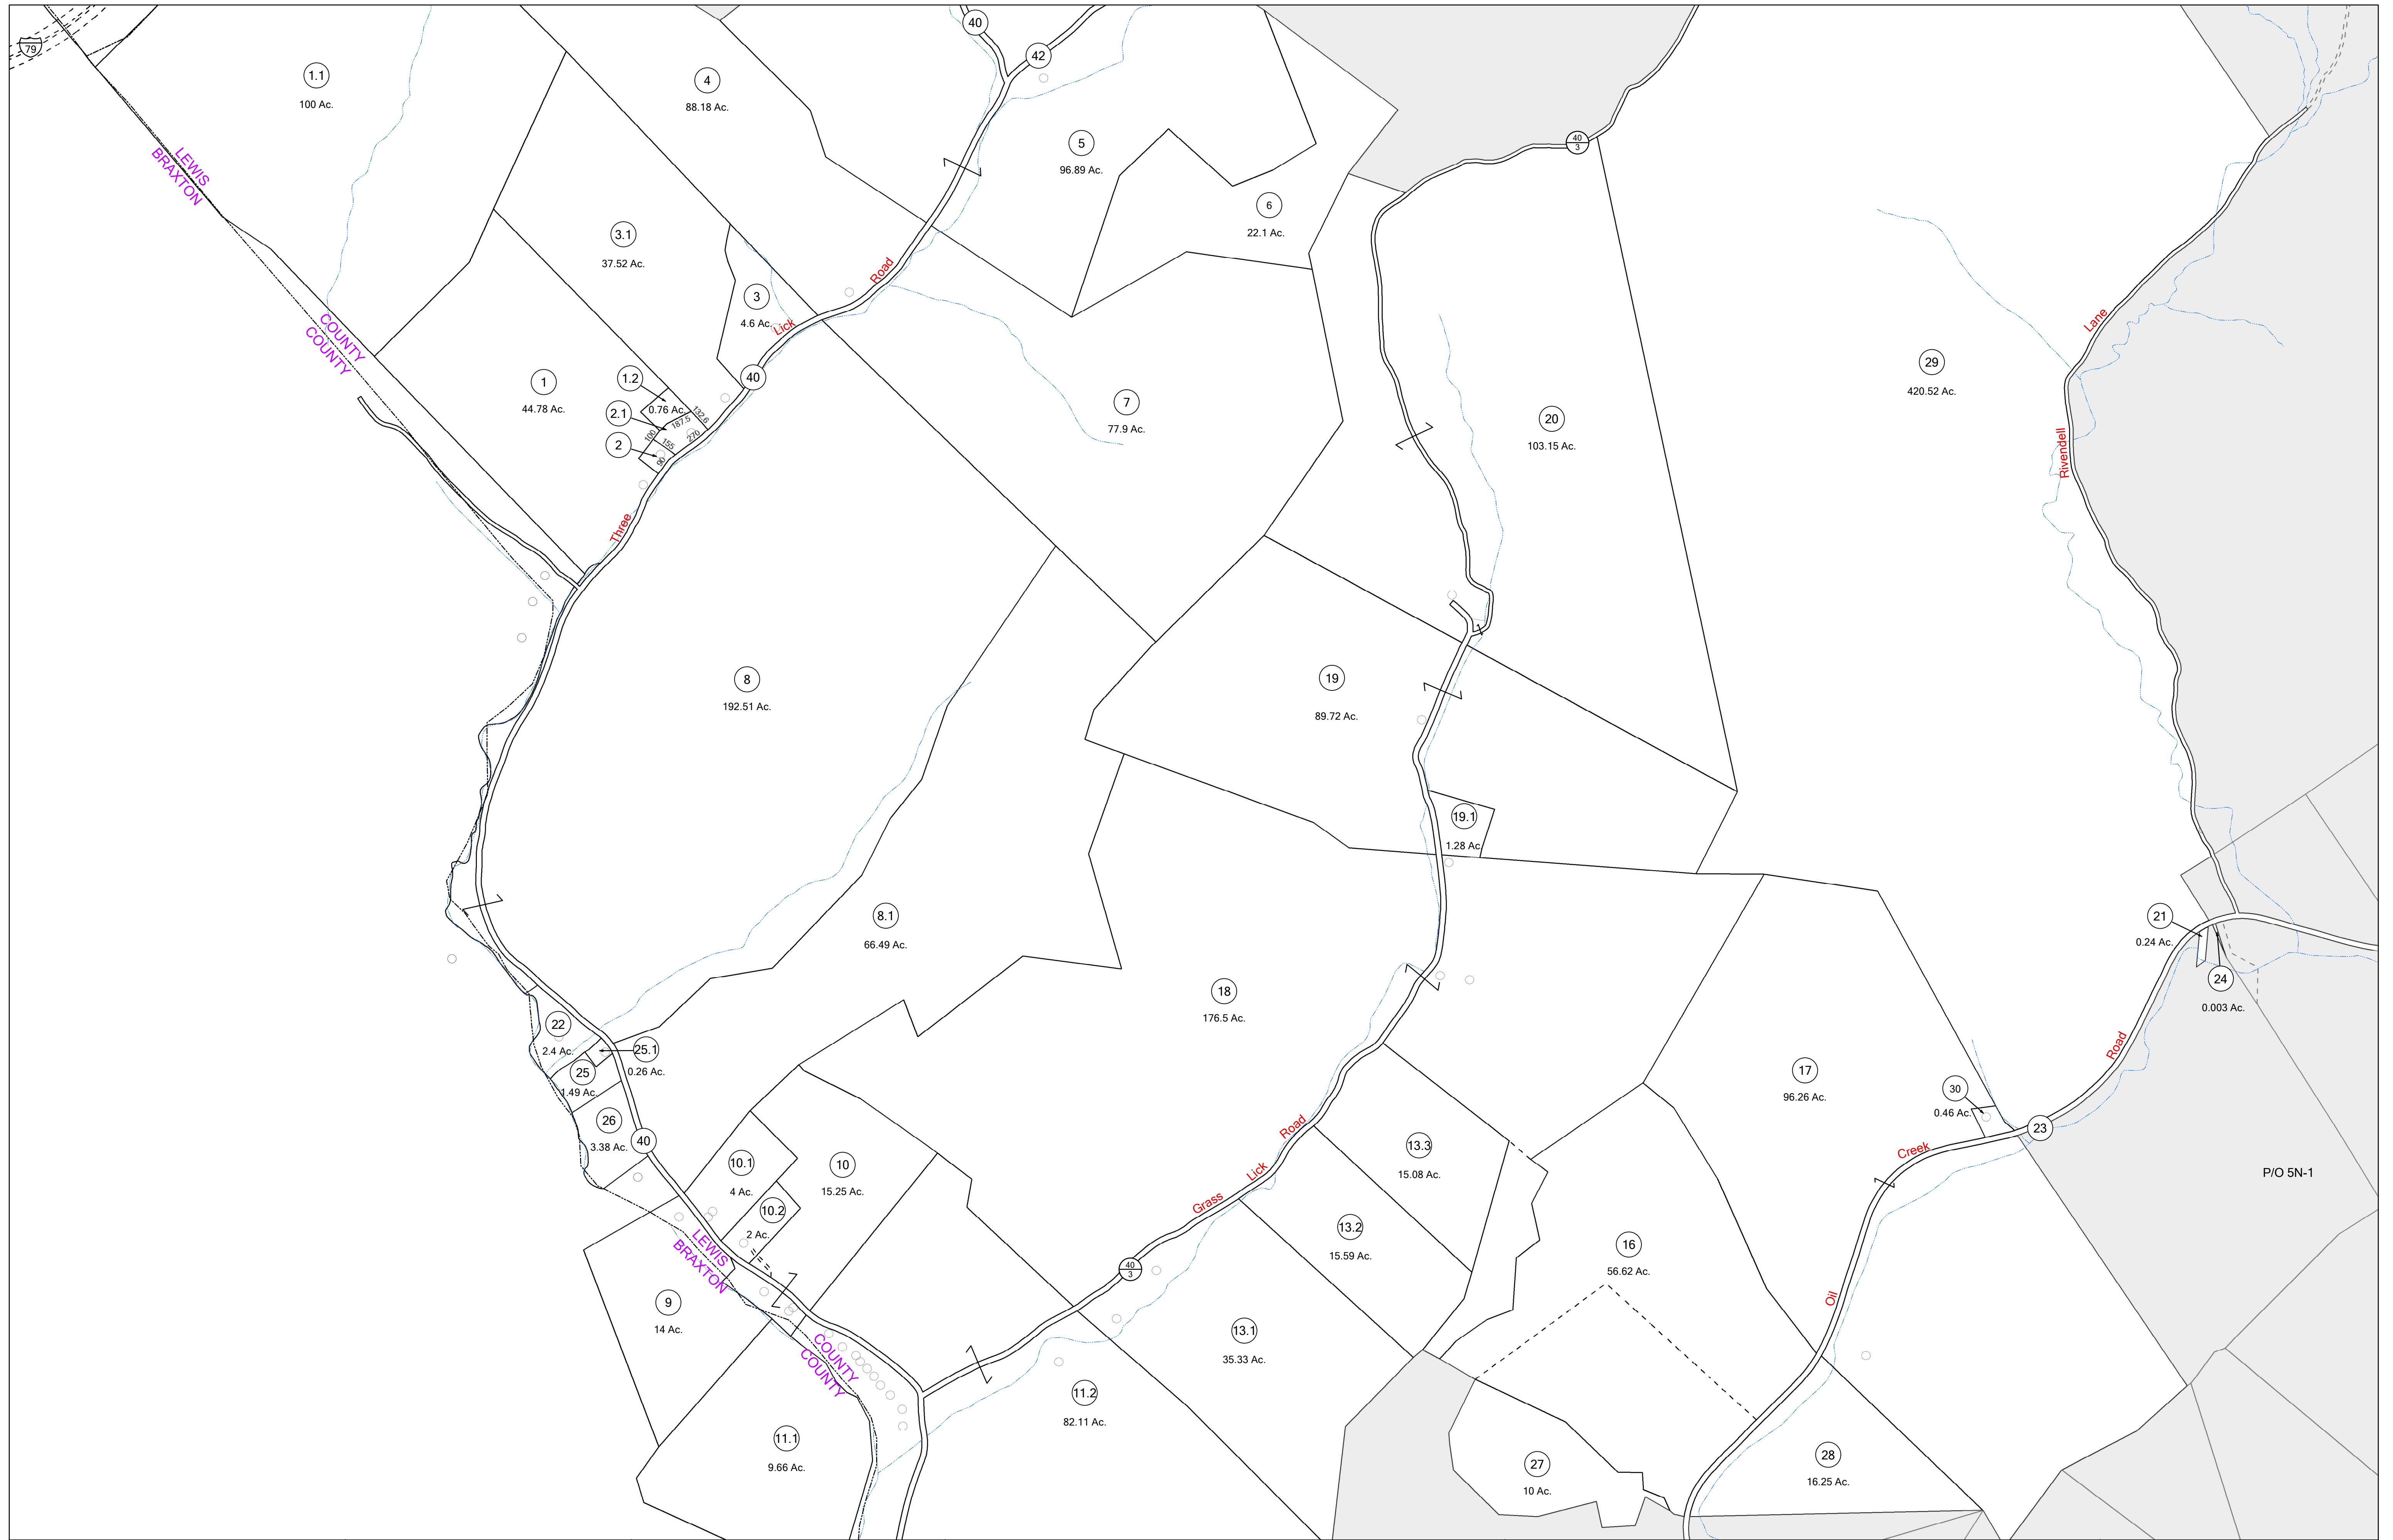 79
40
42
1.1
100 Ac.
4
88.18 Ac.
5
96.89 Ac.
40
3
LEWIS
BRAXTON
6
22.1 Ac.
3.1
37.52 Ac.
Three Lick Road
3
4.6 Ac.
COUNTY
COUNTY
40
1
44.78 Ac.
1.2
0.76 Ac.
2.1
2
132.6
187.5
100
155
270
90
7
77.9 Ac.
20
103.15 Ac.
29
420.52 Ac.
Rivendell Lane
8
192.51 Ac.
19
89.72 Ac.
19.1
1.28 Ac.
8.1
66.49 Ac.
21
0.24 Ac.
24
0.003 Ac.
18
176.5 Ac.
22
2.4 Ac.
25.1
0.26 Ac.
25
1.49 Ac.
26
3.38 Ac.
40
17
96.26 Ac.
30
0.46 Ac.
23
Oil Creek Road
P/O 5N-1
10.1
4 Ac.
10
15.25 Ac.
10.2
2 Ac.
13.3
15.08 Ac.
Grass Lick Road
13.2
15.59 Ac.
40
3
16
56.62 Ac.
LEWIS
BRAXTON
9
14 Ac.
COUNTY
COUNTY
13.1
35.33 Ac.
11.2
82.11 Ac.
11.1
9.66 Ac.
27
10 Ac.
28
16.25 Ac.